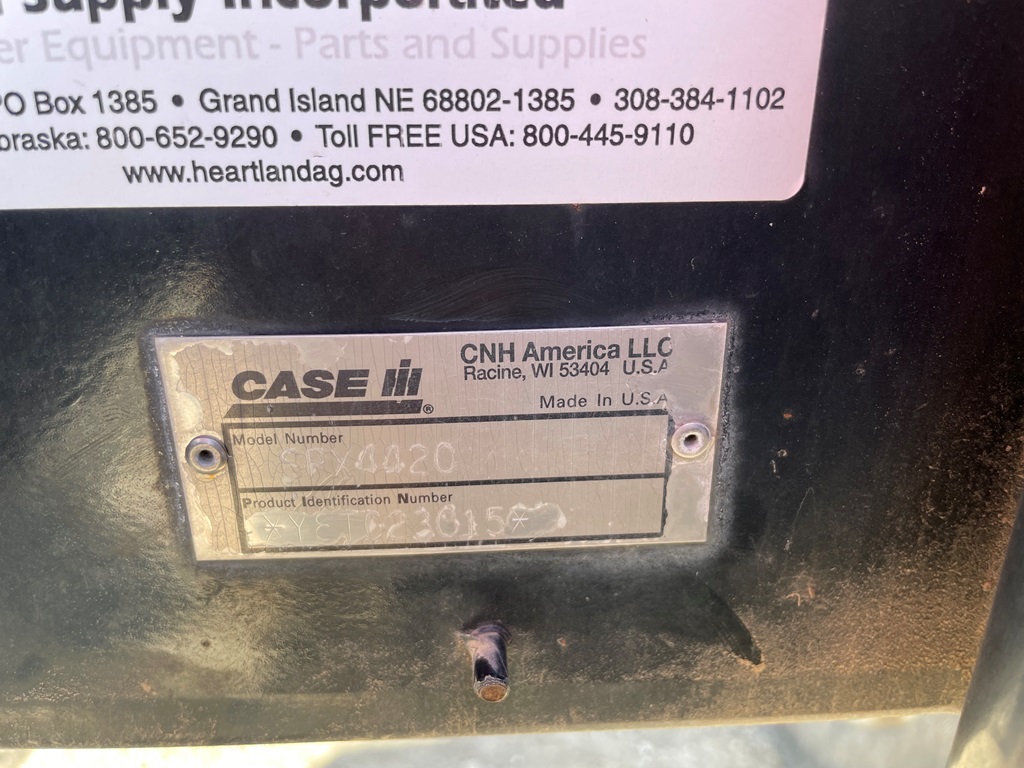 Supply Incorporated
er Equipment - Parts and Supplies
PO Box 1385 • Grand Island NE 68802-1385 • 308-384-1102
braska: 800-652-9290 • Toll FREE USA: 800-445-9110
www.heartlandag.com
CASE IH®
CNH America LLC
Racine, WI 53404 U.S.A
Made In U.S.A
Model Number
SPX4420
Product Identification Number